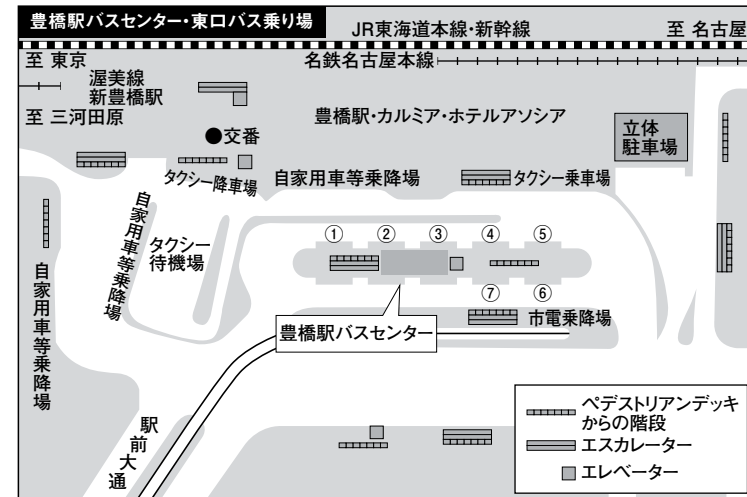 豊橋駅バスセンター・東口バス乗り場
JR東海道本線・新幹線
至 名古屋
至 東京
名鉄名古屋本線
渥美線
新豊橋駅
至 三河田原
豊橋駅・カルミア・ホテルアソシア
立体
駐車場
●交番
タクシー降車場
自家用車等乗降場
タクシー乗車場
自家用車等乗降場
タクシー
待機場
自家用車等乗降場
①
②
③
④
⑤
⑦
⑥
市電乗降場
豊橋駅バスセンター
駅前大通
ペデストリアンデッキ
からの階段
エスカレーター
エレベーター